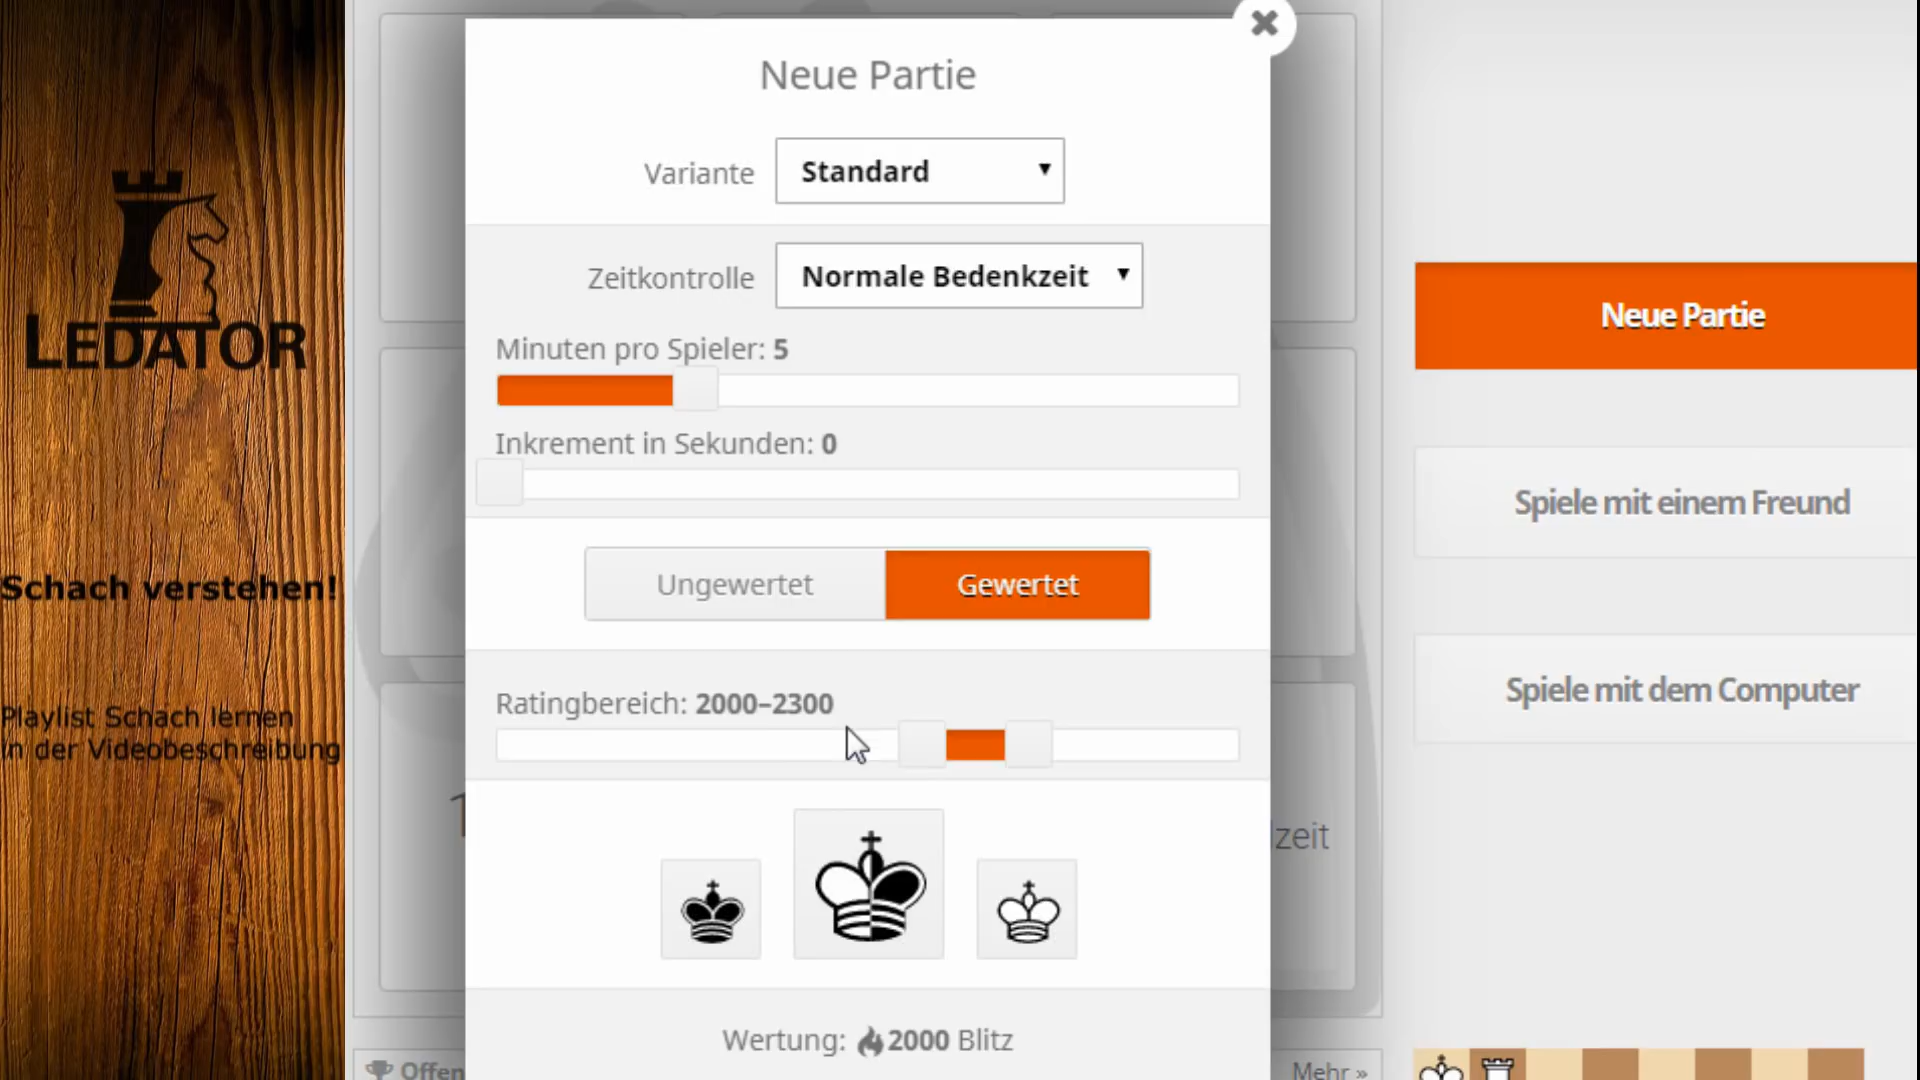 LEDATOR
Schach verstehen!
Playlist Schach lernen
in der Videobeschreibung
Neue Partie
Variante
Standard
Zeitkontrolle
Normale Bedenkzeit
Minuten pro Spieler: 5
Inkrement in Sekunden: 0
Ungewertet
Gewertet
Ratingbereich: 2000–2300
Wertung: 2000 Blitz
Neue Partie
Spiele mit einem Freund
Spiele mit dem Computer
zeit
Offen
Mehr »